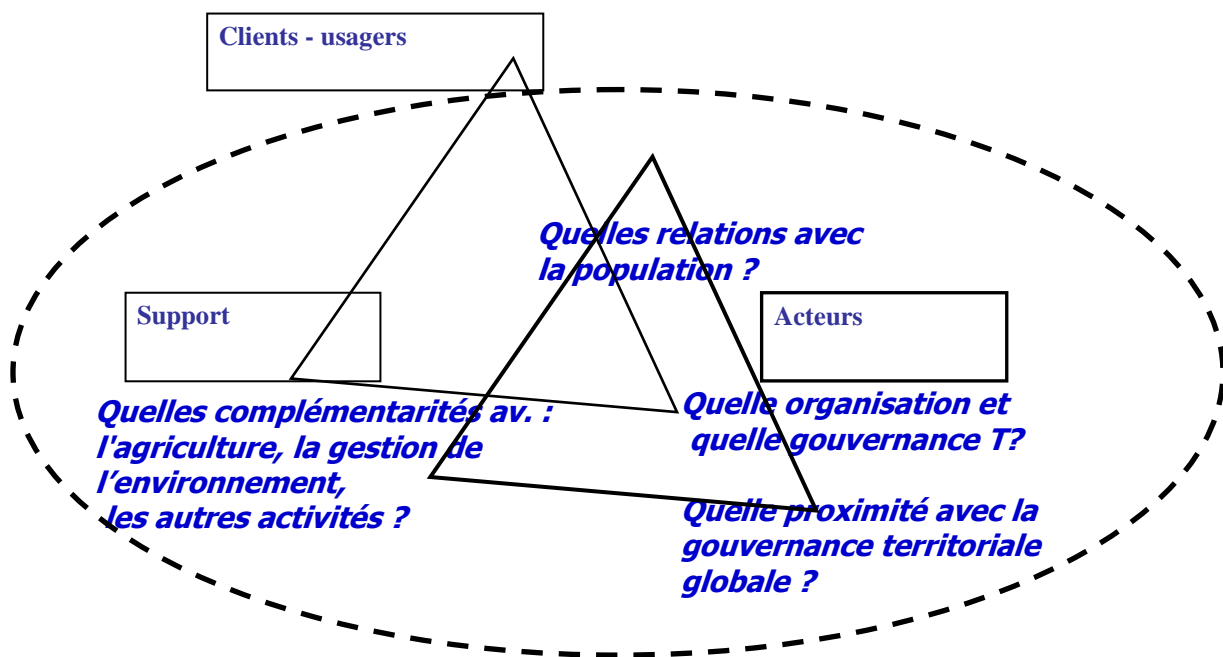 Clients - usagers
Quelles relations avec
la population ?
Support
Acteurs
Quelles complémentarités av. :
l'agriculture, la gestion de
l’environnement,
les autres activités ?
Quelle organisation et
quelle gouvernance T?
Quelle proximité avec la
gouvernance territoriale
globale ?